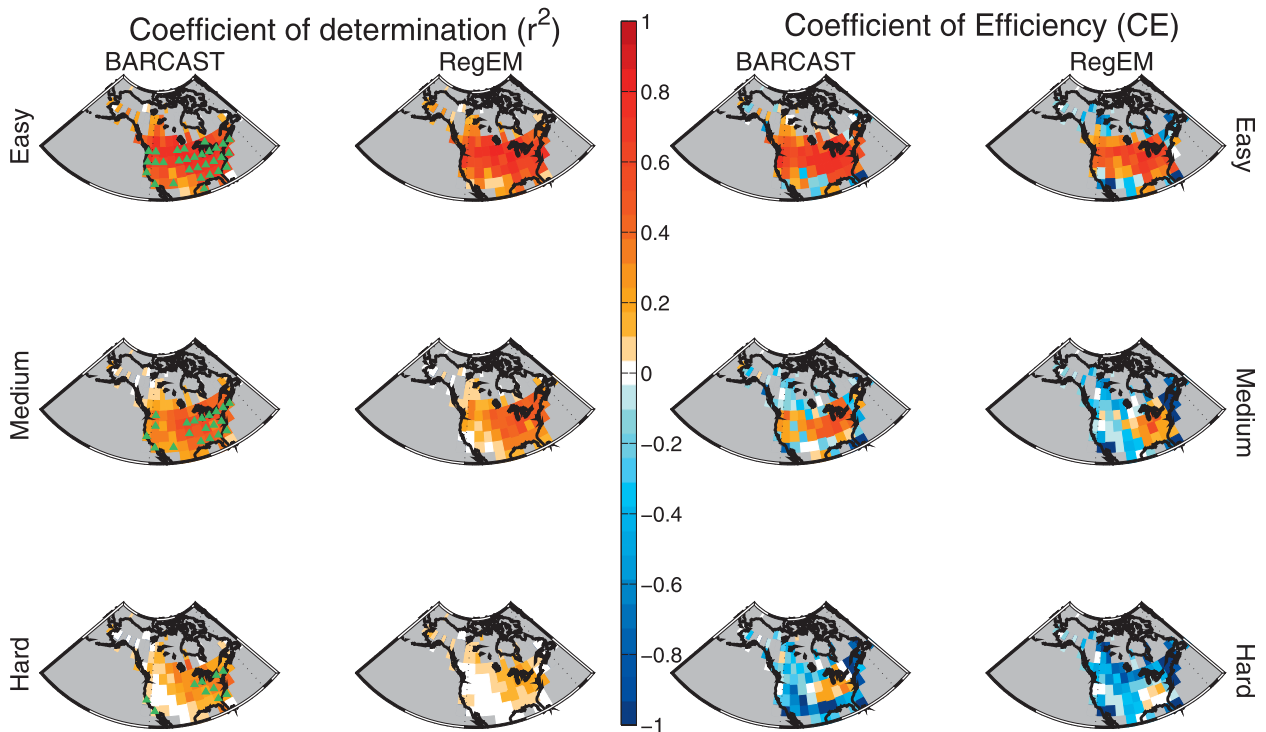 Coefficient of determination (r²)
Coefficient of Efficiency (CE)
BARCAST
RegEM
BARCAST
RegEM
Easy
Easy
Medium
Medium
Hard
Hard
1
0.8
0.6
0.4
0.2
0
−0.2
−0.4
−0.6
−0.8
−1